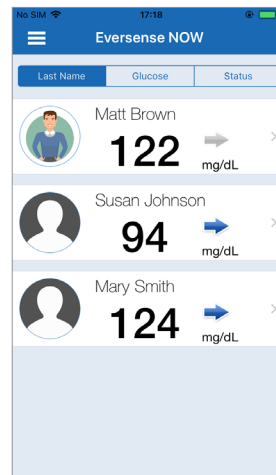 No SIM 17:18
Eversense NOW
Last Name Glucose Status
Matt Brown
122 mg/dL
Susan Johnson
94 mg/dL
Mary Smith
124 mg/dL